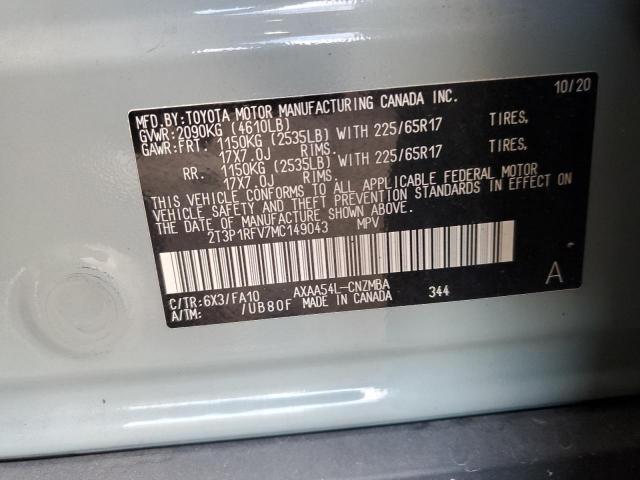 MFD.BY:TOYOTA MOTOR MANUFACTURING CANADA INC. 10/20
GVWR:2090KG (4610LB)
GAWR:FRT. 1150KG (2535LB) WITH 225/65R17 TIRES,
17X7.0J RIMS.
RR. 1150KG (2535LB) WITH 225/65R17 TIRES,
17X7.0J RIMS.
THIS VEHICLE CONFORMS TO ALL APPLICABLE FEDERAL MOTOR
VEHICLE SAFETY AND THEFT PREVENTION STANDARDS IN EFFECT ON
THE DATE OF MANUFACTURE SHOWN ABOVE.
2T3P1RFV7MC149043 MPV
C/TR:6X3/FA10 AXAA54L-CNZMBA 344 A
A/TM: /UB80F MADE IN CANADA